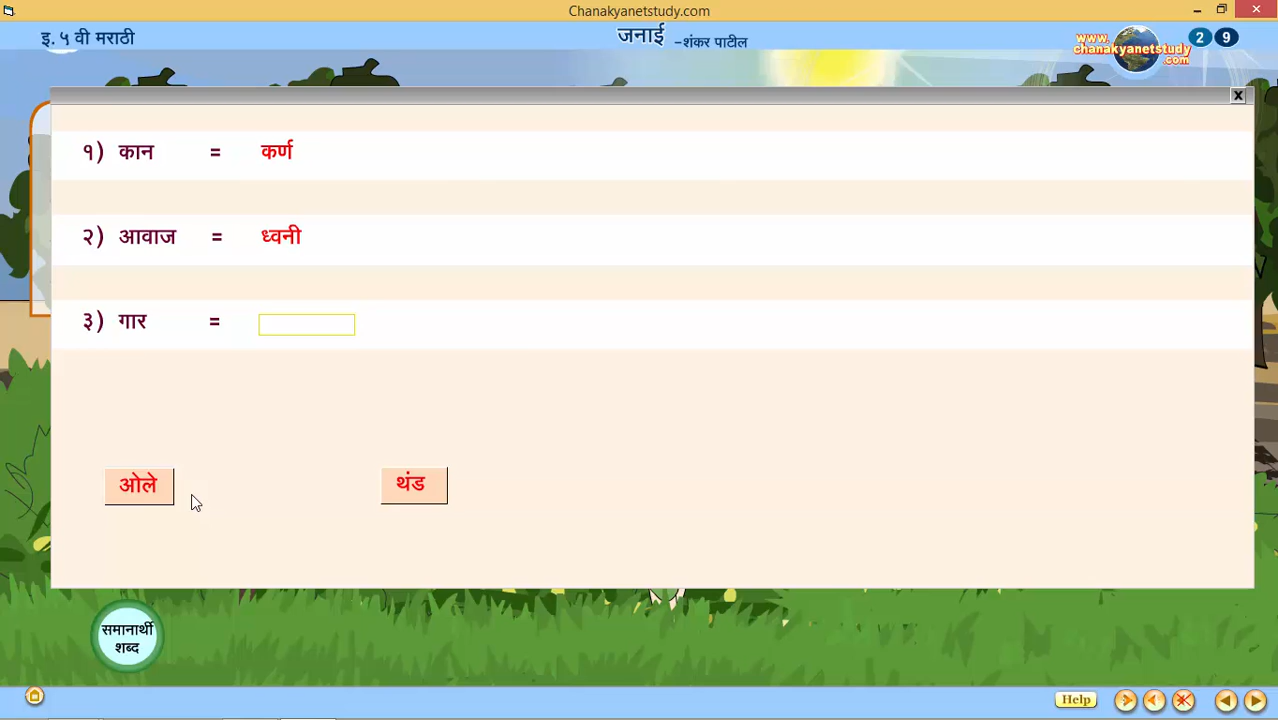 Chanakyanetstudy.com
इ. ५ वी मराठी
जनाई -शंकर पाटील
www.
chanakyanetstudy
.com
2 9
x
१) कान = कर्ण
२) आवाज = ध्वनी
३) गार =
ओले थंड
समानार्थी
शब्द
Help